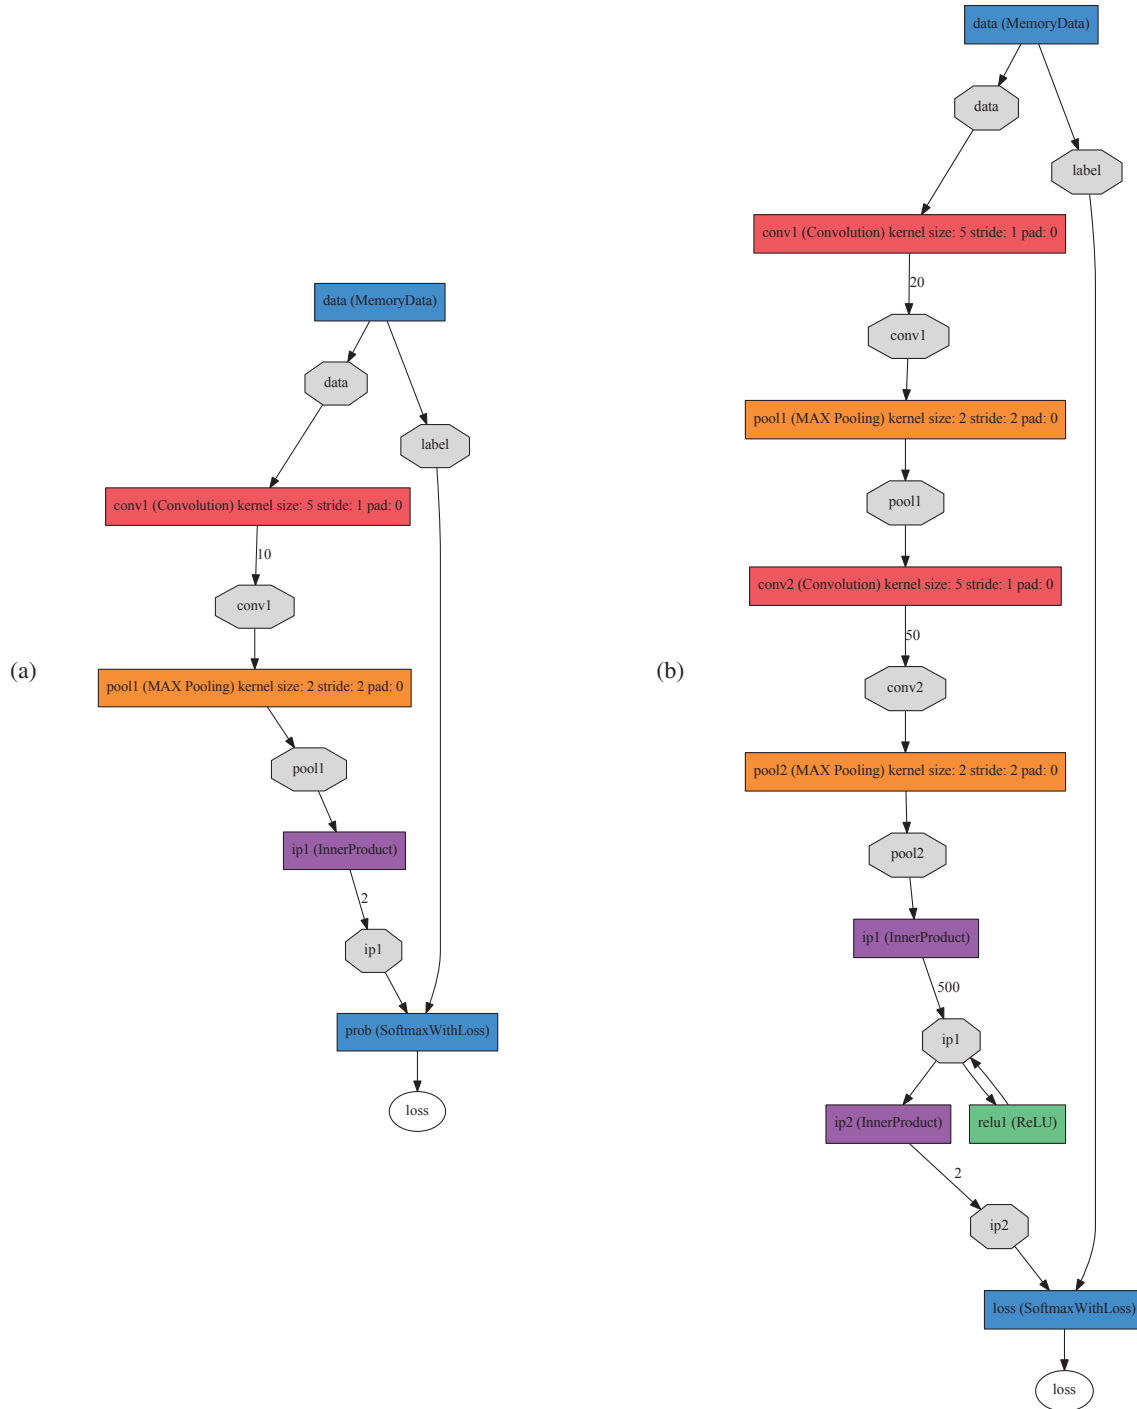 (a)
data (MemoryData)
data
label
conv1 (Convolution) kernel size: 5 stride: 1 pad: 0
10
conv1
pool1 (MAX Pooling) kernel size: 2 stride: 2 pad: 0
pool1
ip1 (InnerProduct)
2
ip1
prob (SoftmaxWithLoss)
loss
(b)
data (MemoryData)
data
label
conv1 (Convolution) kernel size: 5 stride: 1 pad: 0
20
conv1
pool1 (MAX Pooling) kernel size: 2 stride: 2 pad: 0
pool1
conv2 (Convolution) kernel size: 5 stride: 1 pad: 0
50
conv2
pool2 (MAX Pooling) kernel size: 2 stride: 2 pad: 0
pool2
ip1 (InnerProduct)
500
ip1
ip2 (InnerProduct)
relu1 (ReLU)
2
ip2
loss (SoftmaxWithLoss)
loss